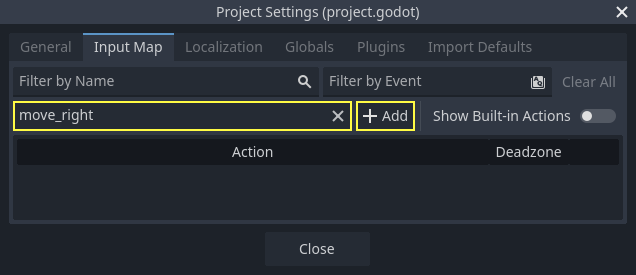 Project Settings (project.godot)
General Input Map Localization Globals Plugins Import Defaults
Filter by Name Filter by Event Clear All
move_right Add Show Built-in Actions
Action Deadzone
Close